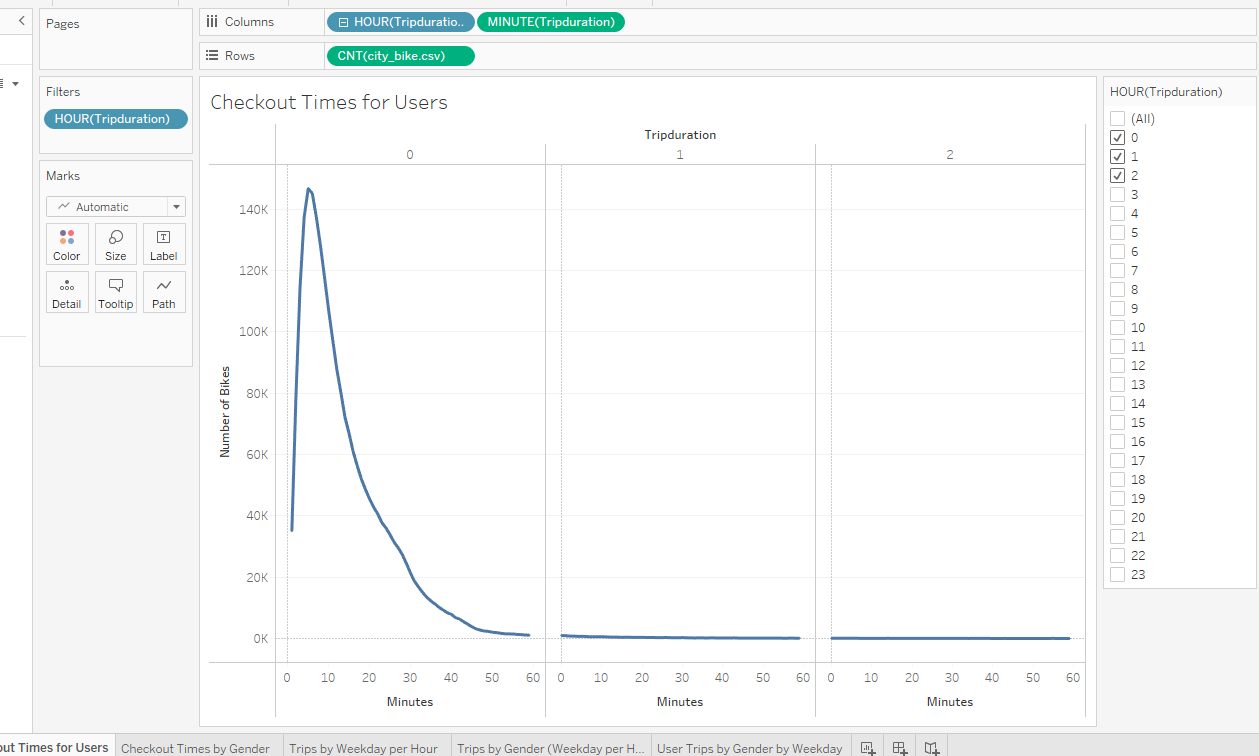 Pages
Columns
HOUR(Tripduratio..
MINUTE(Tripduration)
Rows
CNT(city_bike.csv)
Filters
HOUR(Tripduration)
Marks
Automatic
Color
Size
Label
Detail
Tooltip
Path
Checkout Times for Users
Tripduration
0 1 2
Number of Bikes
140K
120K
100K
80K
60K
40K
20K
0K
0 10 20 30 40 50 60 0 10 20 30 40 50 60 0 10 20 30 40 50 60
Minutes Minutes Minutes
HOUR(Tripduration)
(All)
0
1
2
3
4
5
6
7
8
9
10
11
12
13
14
15
16
17
18
19
20
21
22
23
out Times for Users
Checkout Times by Gender
Trips by Weekday per Hour
Trips by Gender (Weekday per H...
User Trips by Gender by Weekday